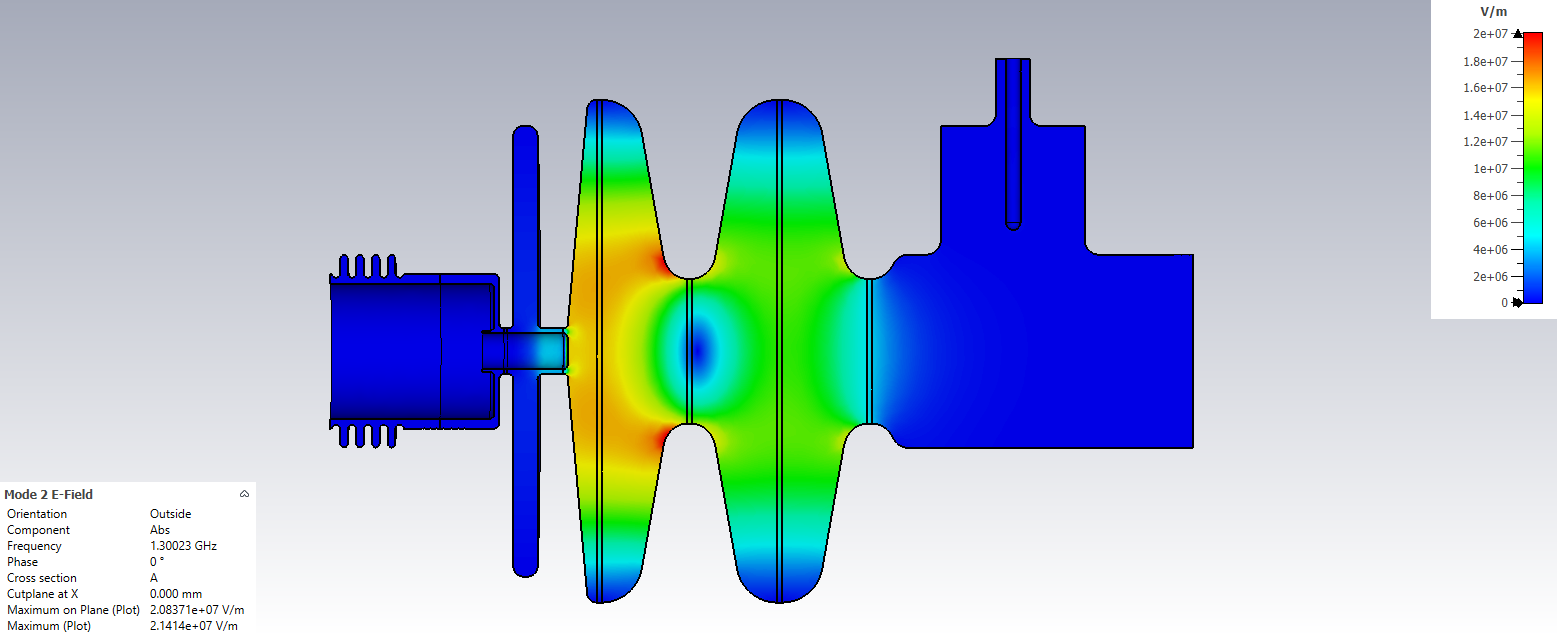 V/m
2e+07
1.8e+07
1.6e+07
1.4e+07
1.2e+07
1e+07
8e+06
6e+06
4e+06
2e+06
0
Mode 2 E-Field
Orientation Outside
Component Abs
Frequency 1.30023 GHz
Phase 0 °
Cross section A
Cutplane at X 0.000 mm
Maximum on Plane (Plot) 2.08371e+07 V/m
Maximum (Plot) 2.1414e+07 V/m